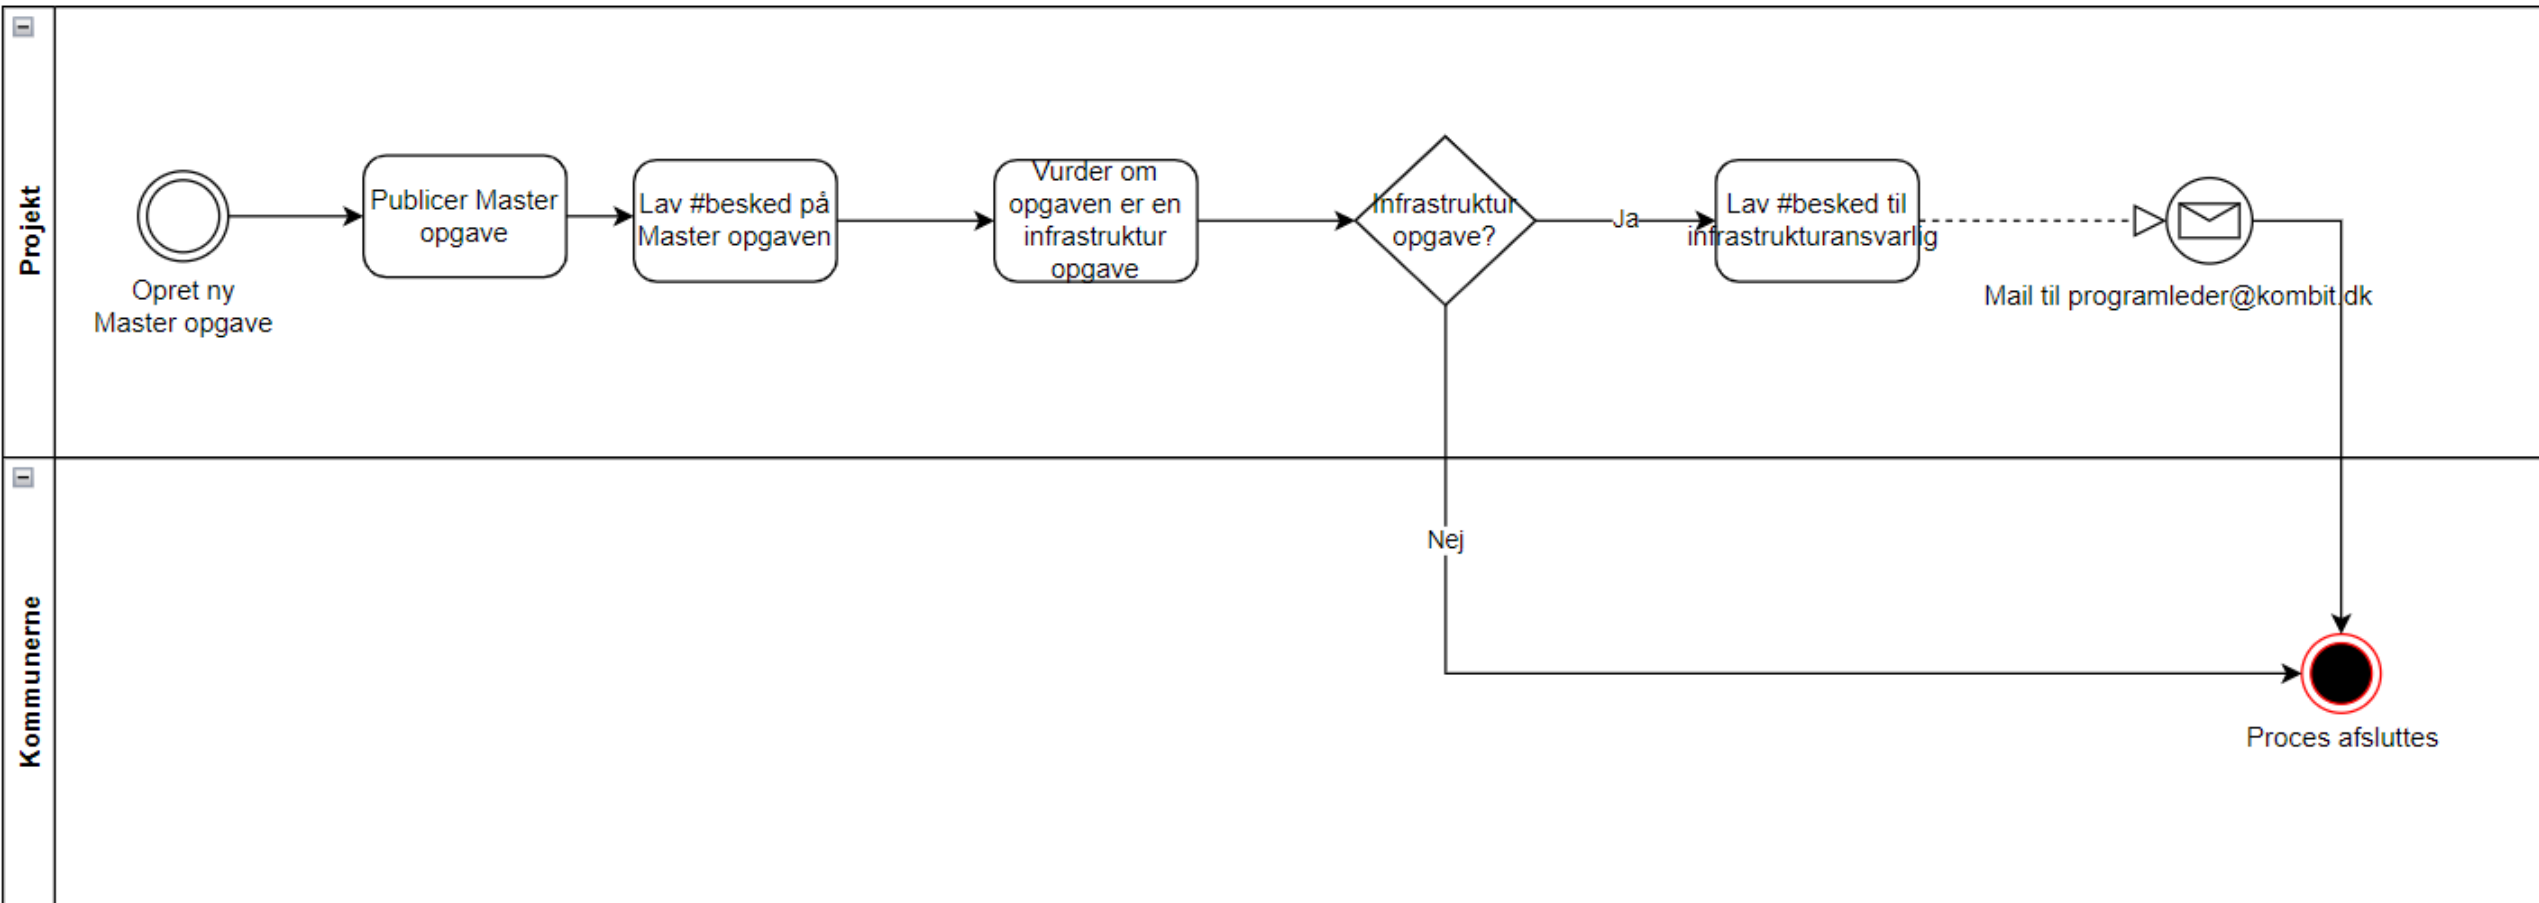 Projekt
Opret ny
Master opgave
Publicer Master
opgave
Lav #besked på
Master opgaven
Vurder om
opgaven er en
infrastruktur
opgave
Infrastruktur
opgave?
Ja
Lav #besked til
infrastrukturansvarlig
Mail til programleder@kombit.dk
Kommunerne
Nej
Proces afsluttes